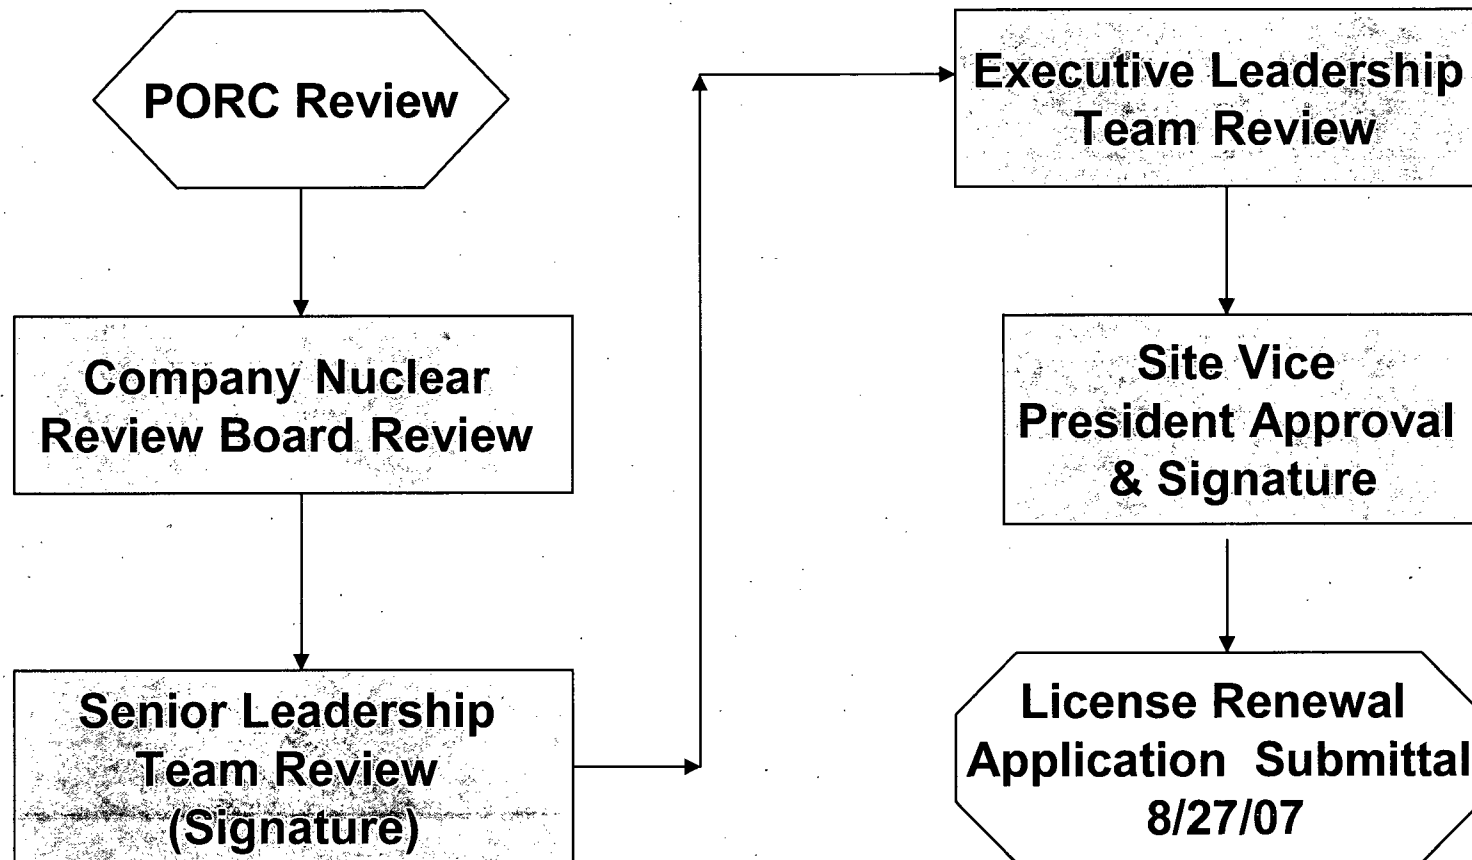 PORC Review
Company Nuclear
Review Board Review
Senior Leadership
Team Review
(Signature)
Executive Leadership
Team Review
Site Vice
President Approval
& Signature
License Renewal
Application Submittal
8/27/07